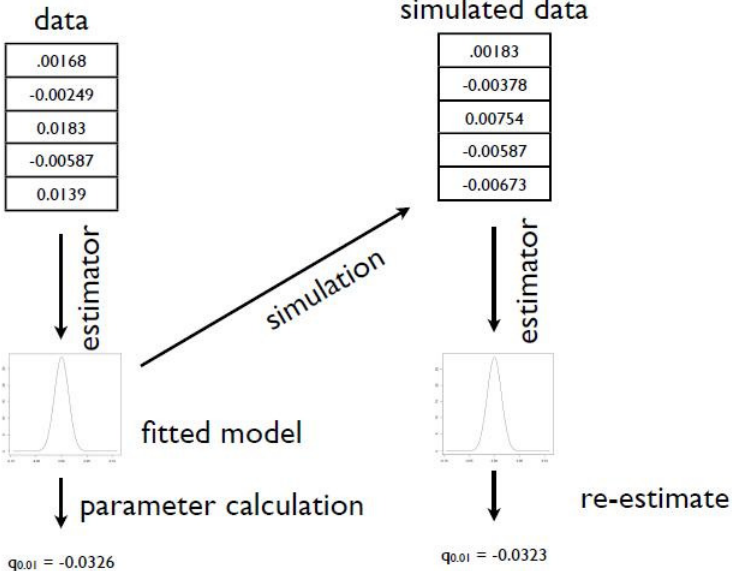 data
.00168
-0.00249
0.0183
-0.00587
0.0139
estimator
fitted model
parameter calculation
q0.01 = -0.0326
simulation
simulated data
.00183
-0.00378
0.00754
-0.00587
-0.00673
estimator
re-estimate
q0.01 = -0.0323